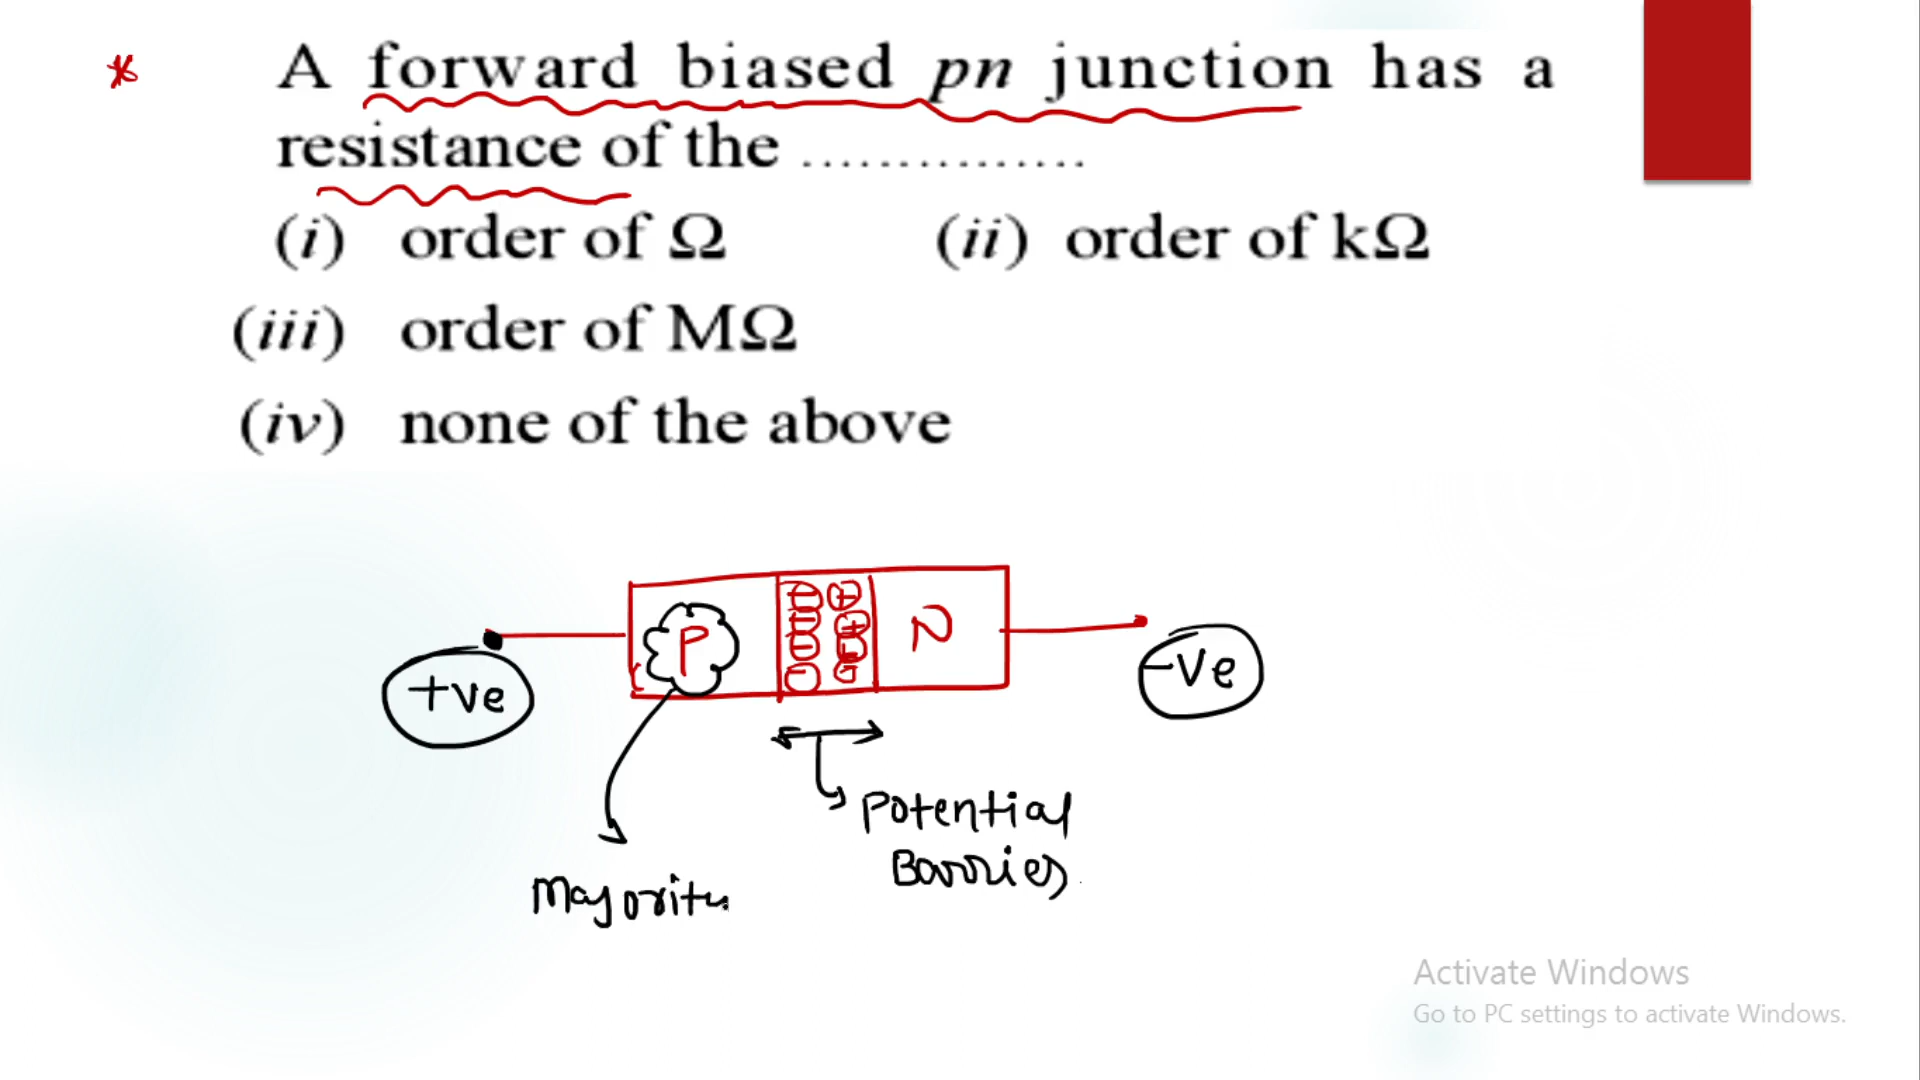 * A forward biased pn junction has a
resistance of the ...............
(i) order of Ω (ii) order of kΩ
(iii) order of MΩ
(iv) none of the above
P N
+ve -ve
Potential
Barrier
Majority
Activate Windows
Go to PC settings to activate Windows.